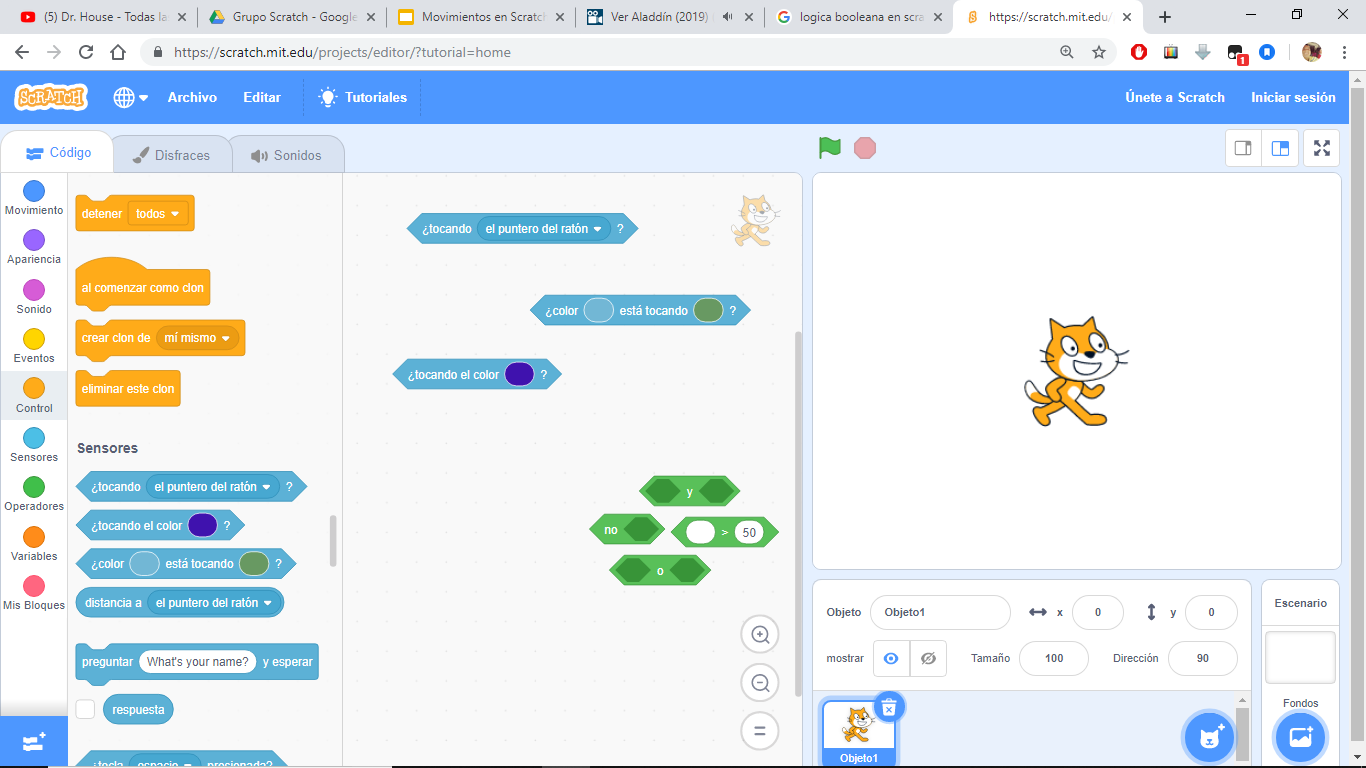 (5) Dr. House - Todas la
Grupo Scratch - Google
Movimientos en Scratch
Ver Aladdín (2019)
logica booleana en scra
https://scratch.mit.edu/
https://scratch.mit.edu/projects/editor/?tutorial=home
1
SCRATCH
Archivo
Editar
Tutoriales
Únete a Scratch
Iniciar sesión
Código
Disfraces
Sonidos
Movimiento
Apariencia
Sonido
Eventos
Control
Sensores
Operadores
Variables
Mis Bloques
detener todos
al comenzar como clon
crear clon de mí mismo
eliminar este clon
Sensores
¿tocando el puntero del ratón ?
¿tocando el color ?
¿color está tocando ?
distancia a el puntero del ratón
preguntar What's your name? y esperar
respuesta
¿tecla espacio presionada?
¿tocando el puntero del ratón ?
¿color está tocando ?
¿tocando el color ?
y
no
> 50
o
Objeto Objeto1 x 0 y 0
mostrar Tamaño 100 Dirección 90
Objeto1
Escenario
Fondos